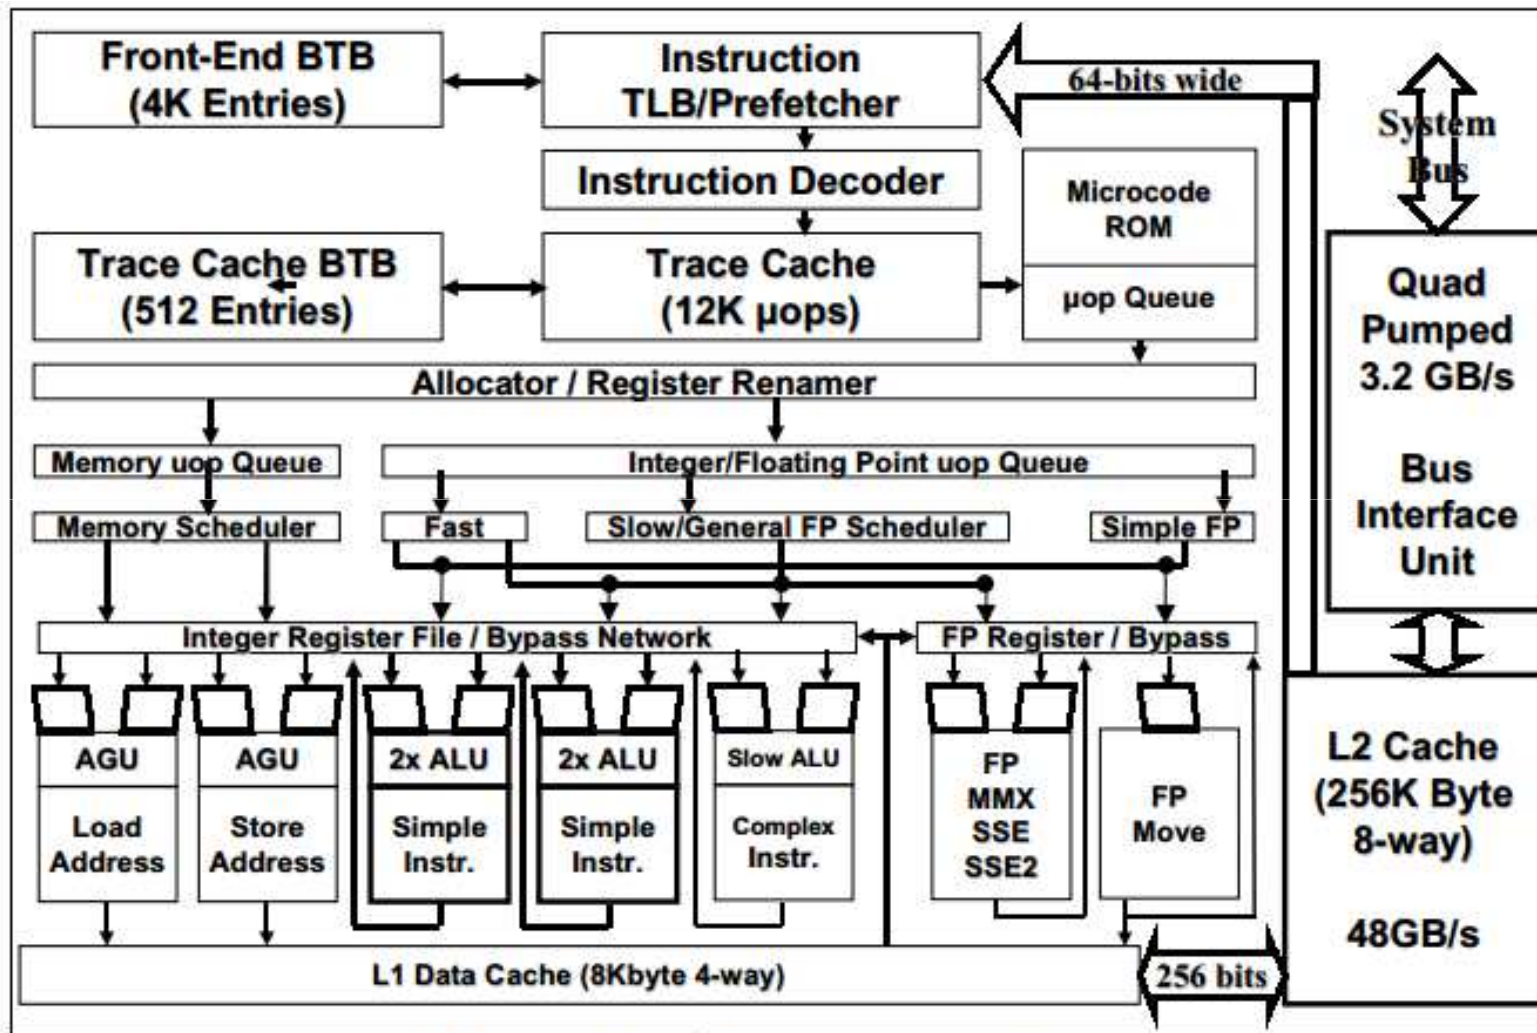 Front-End BTB
(4K Entries)
Instruction
TLB/Prefetcher
64-bits wide
System
Bus
Instruction Decoder
Microcode
ROM
Trace Cache BTB
(512 Entries)
Trace Cache
(12K µops)
µop Queue
Quad
Pumped
3.2 GB/s
Bus
Interface
Unit
Allocator / Register Renamer
Memory uop Queue
Integer/Floating Point uop Queue
Memory Scheduler
Fast
Slow/General FP Scheduler
Simple FP
Integer Register File / Bypass Network
FP Register / Bypass
AGU
Load
Address
AGU
Store
Address
2x ALU
Simple
Instr.
2x ALU
Simple
Instr.
Slow ALU
Complex
Instr.
FP
MMX
SSE
SSE2
FP
Move
L2 Cache
(256K Byte
8-way)
48GB/s
L1 Data Cache (8Kbyte 4-way)
256 bits